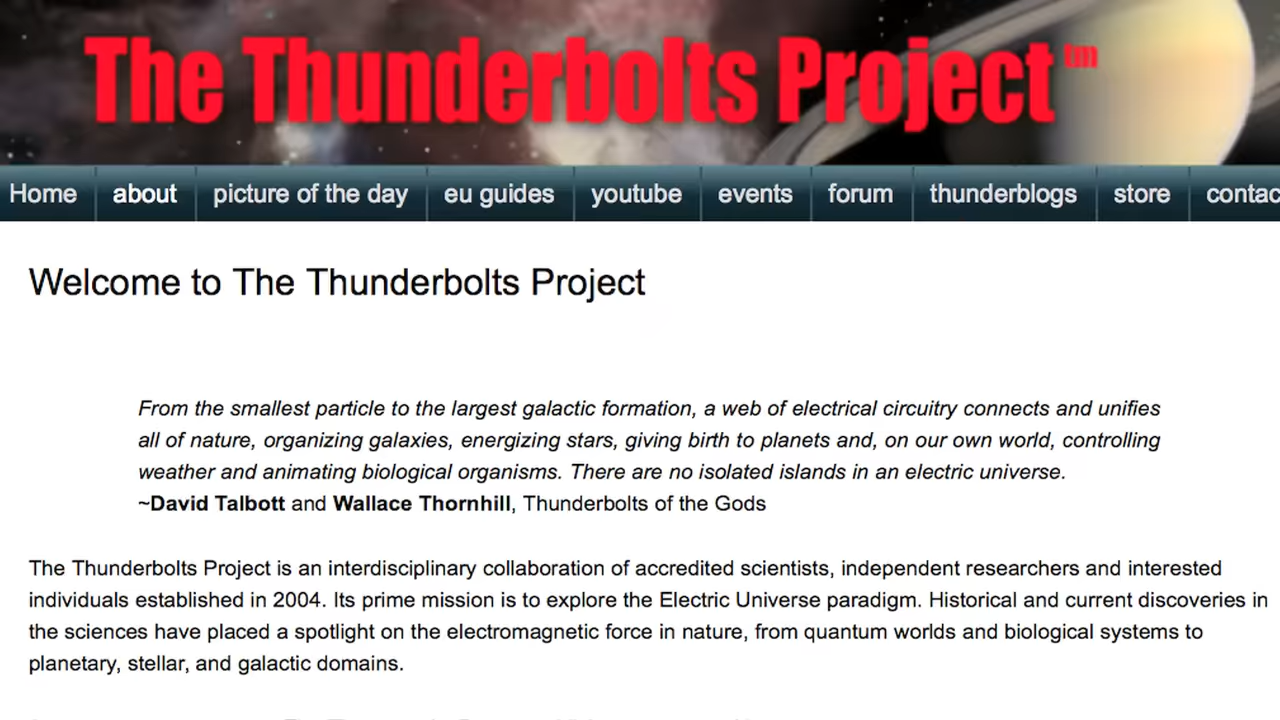 The Thunderbolts Project tm
Home about picture of the day eu guides youtube events forum thunderblogs store contac
Welcome to The Thunderbolts Project
From the smallest particle to the largest galactic formation, a web of electrical circuitry connects and unifies
all of nature, organizing galaxies, energizing stars, giving birth to planets and, on our own world, controlling
weather and animating biological organisms. There are no isolated islands in an electric universe.
~David Talbott and Wallace Thornhill, Thunderbolts of the Gods
The Thunderbolts Project is an interdisciplinary collaboration of accredited scientists, independent researchers and interested
individuals established in 2004. Its prime mission is to explore the Electric Universe paradigm. Historical and current discoveries in
the sciences have placed a spotlight on the electromagnetic force in nature, from quantum worlds and biological systems to
planetary, stellar, and galactic domains.